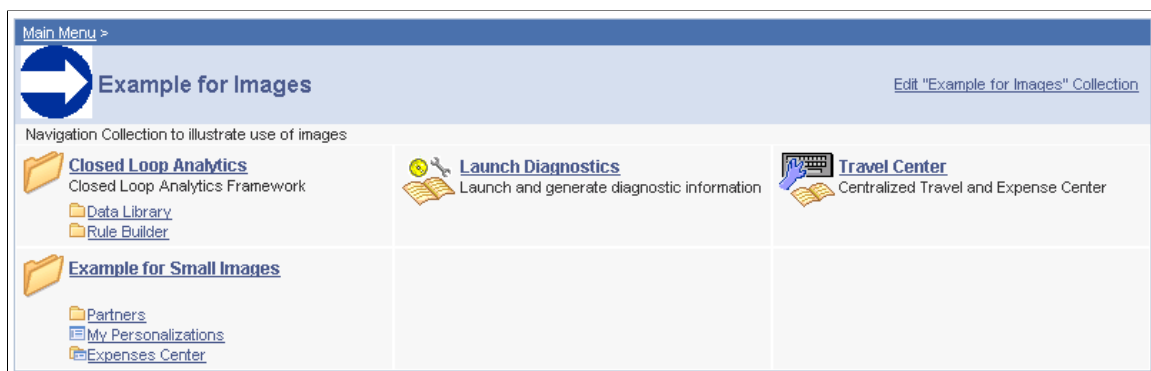 Main Menu >
Example for Images
Edit "Example for Images" Collection
Navigation Collection to illustrate use of images
Closed Loop Analytics
Closed Loop Analytics Framework
Data Library
Rule Builder
Launch Diagnostics
Launch and generate diagnostic information
Travel Center
Centralized Travel and Expense Center
Example for Small Images
Partners
My Personalizations
Expenses Center